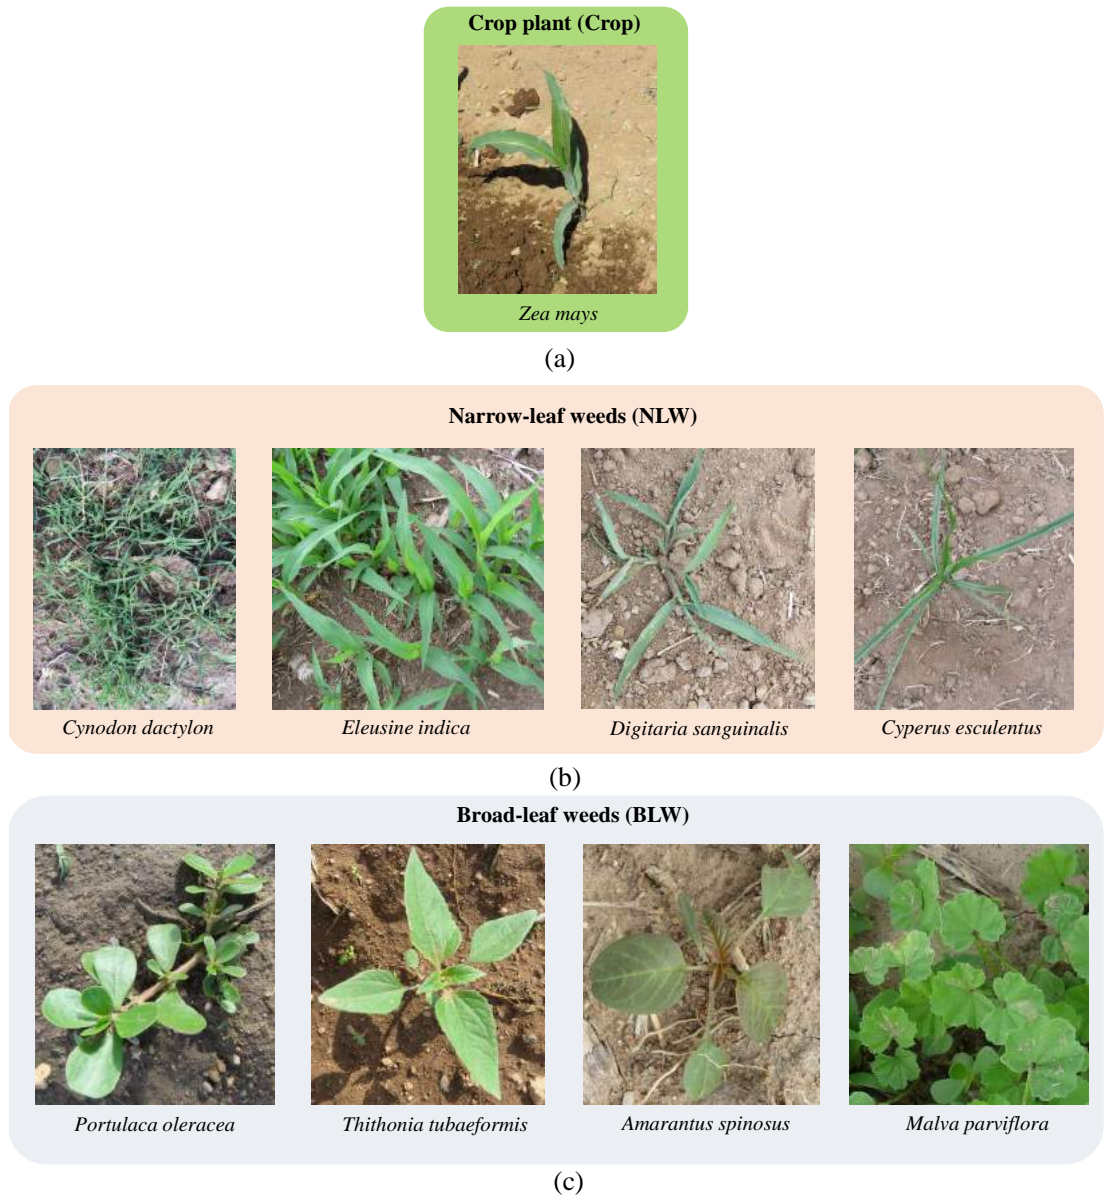 Crop plant (Crop)
Zea mays
(a)
Narrow-leaf weeds (NLW)
Cynodon dactylon
Eleusine indica
Digitaria sanguinalis
Cyperus esculentus
(b)
Broad-leaf weeds (BLW)
Portulaca oleracea
Thithonia tubaeformis
Amarantus spinosus
Malva parviflora
(c)